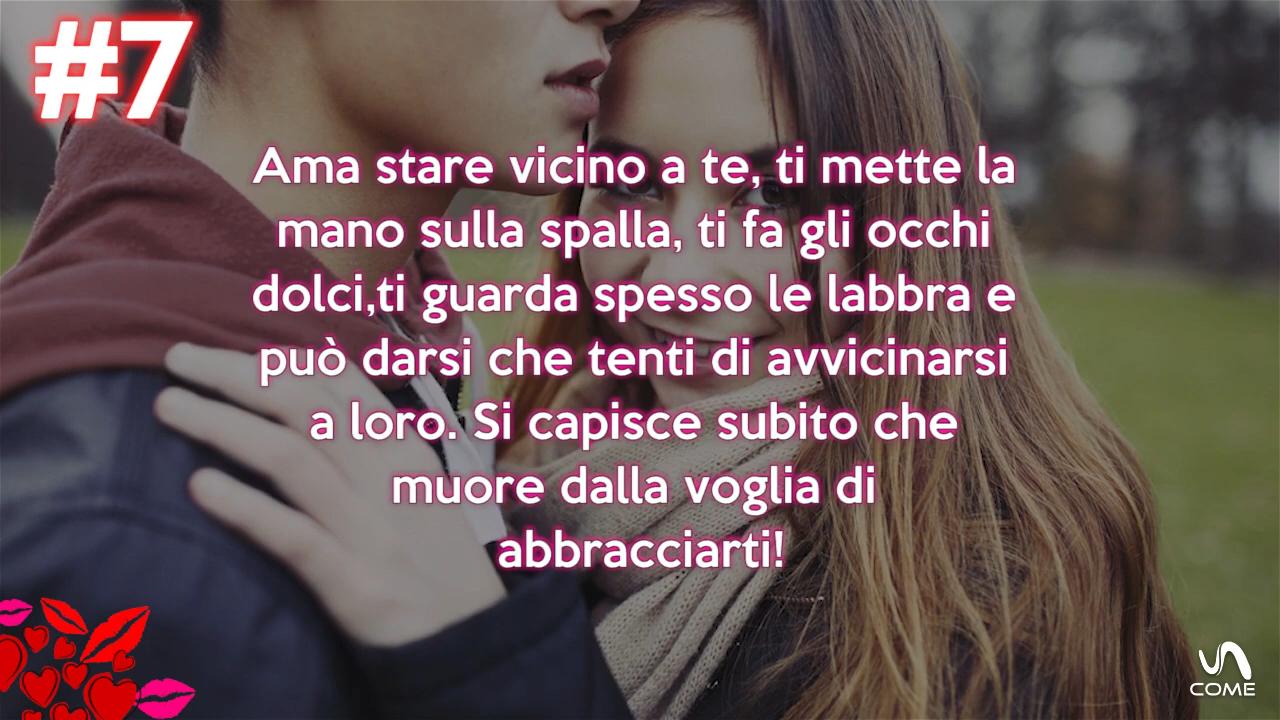 #7
Ama stare vicino a te, ti mette la
mano sulla spalla, ti fa gli occhi
dolci,ti guarda spesso le labbra e
può darsi che tenti di avvicinarsi
a loro. Si capisce subito che
muore dalla voglia di
abbracciarti!
COME